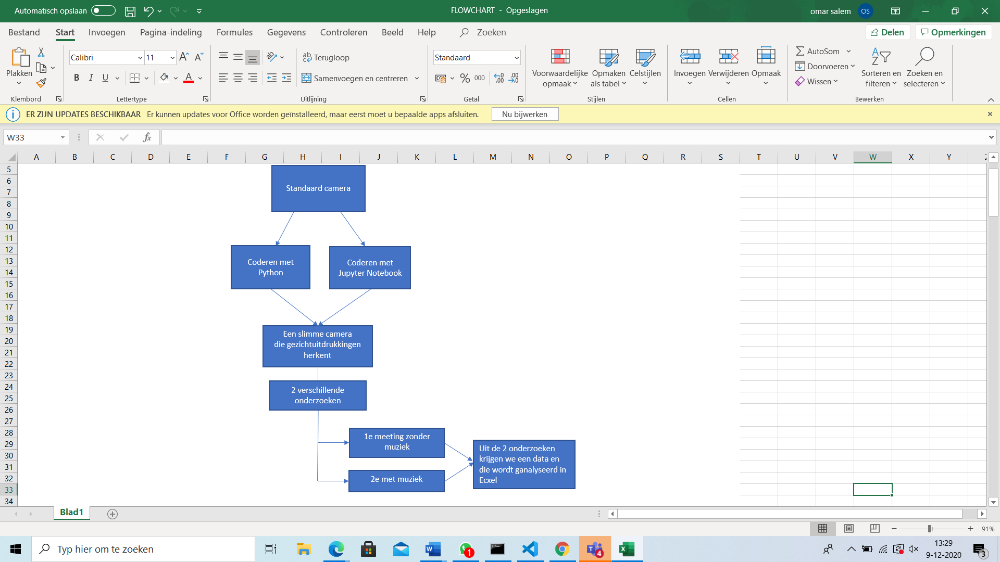 Automatisch opslaan
FLOWCHART - Opgeslagen
omar salem
OS
Bestand Start Invoegen Pagina-indeling Formules Gegevens Controleren Beeld Help Zoeken
Delen
Opmerkingen
Plakken
Klembord
Calibri
11
B I U
Lettertype
Terugloop
Samenvoegen en centreren
Uitlijning
Standaard
% 000
Getal
Voorwaardelijke
opmaak
Opmaken
als tabel
Celstijlen
Stijlen
Invoegen
Verwijderen
Opmaak
Cellen
AutoSom
Doorvoeren
Wissen
Sorteren en
filteren
Zoeken en
selecteren
Bewerken
ER ZIJN UPDATES BESCHIKBAAR Er kunnen updates voor Office worden geïnstalleerd, maar eerst moet u bepaalde apps afsluiten.
Nu bijwerken
W33
fx
A B C D E F G H I J K L M N O P Q R S T U V W X Y
5
6
7
8
9
10
11
12
13
14
15
16
17
18
19
20
21
22
23
24
25
26
27
28
29
30
31
32
33
34
Standaard camera
Coderen met
Python
Coderen met
Jupyter Notebook
Een slimme camera
die gezichtuitdrukkingen
herkent
2 verschillende
onderzoeken
1e meeting zonder
muziek
2e met muziek
Uit de 2 onderzoeken
krijgen we een data en
die wordt ganalyseerd in
Ecxel
Blad1
91%
Typ hier om te zoeken
1
4
13:29
9-12-2020
3